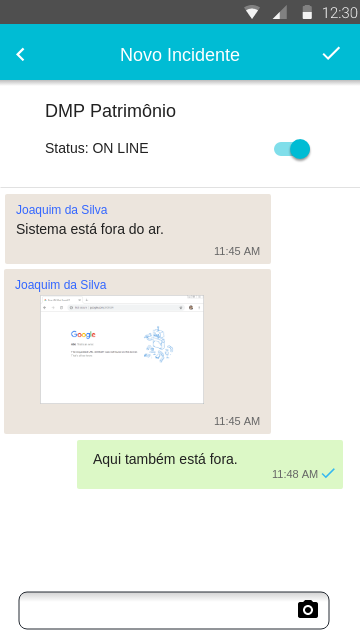 12:30
Novo Incidente
DMP Patrimônio
Status: ON LINE
Joaquim da Silva
Sistema está fora do ar.
11:45 AM
Joaquim da Silva
Google
11:45 AM
Aqui também está fora.
11:48 AM